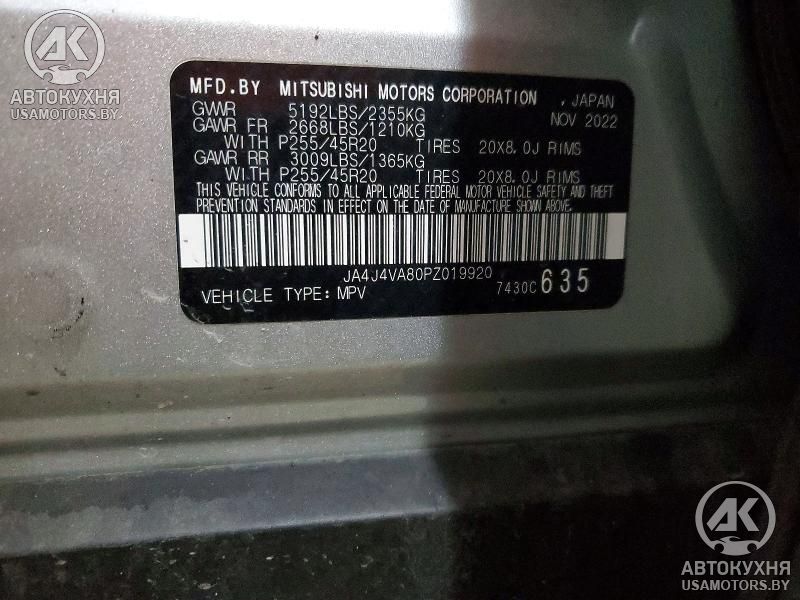 AK
АВТОКУХНЯ
USAMOTORS.BY
MFD.BY MITSUBISHI MOTORS CORPORATION , JAPAN
GVWR 5192LBS/2355KG NOV 2022
GAWR FR 2668LBS/1210KG
WITH P255/45R20 TIRES 20X8.0J RIMS
GAWR RR 3009LBS/1365KG
WITH P255/45R20 TIRES 20X8.0J RIMS
THIS VEHICLE CONFORMS TO ALL APPLICABLE FEDERAL MOTOR VEHICLE SAFETY AND THEFT
PREVENTION STANDARDS IN EFFECT ON THE DATE OF MANUFACTURE SHOWN ABOVE.
JA4J4VA80PZ019920
VEHICLE TYPE: MPV 7430C 635
AK
АВТОКУХНЯ
USAMOTORS.BY